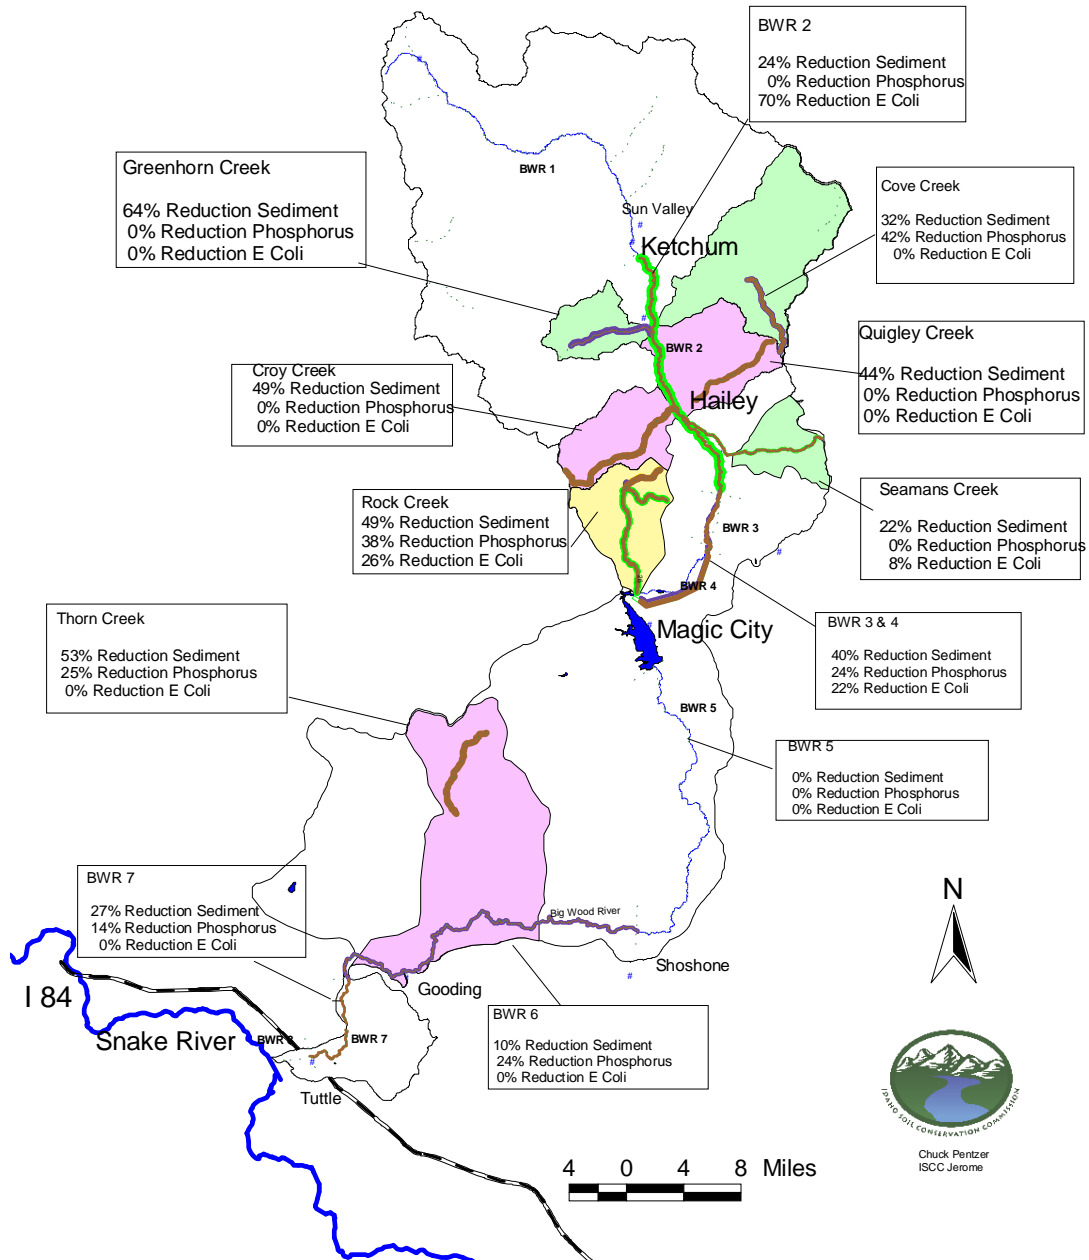 BWR 2
24% Reduction Sediment
0% Reduction Phosphorus
70% Reduction E Coli
BWR 1
Greenhorn Creek
64% Reduction Sediment
0% Reduction Phosphorus
0% Reduction E Coli
Sun Valley
Ketchum
Cove Creek
32% Reduction Sediment
42% Reduction Phosphorus
0% Reduction E Coli
BWR 2
Quigley Creek
44% Reduction Sediment
0% Reduction Phosphorus
0% Reduction E Coli
Croy Creek
49% Reduction Sediment
0% Reduction Phosphorus
0% Reduction E Coli
Hailey
Rock Creek
49% Reduction Sediment
38% Reduction Phosphorus
26% Reduction E Coli
Seamans Creek
22% Reduction Sediment
0% Reduction Phosphorus
8% Reduction E Coli
BWR 3
BWR 4
Magic City
BWR 3 & 4
40% Reduction Sediment
24% Reduction Phosphorus
22% Reduction E Coli
Thorn Creek
53% Reduction Sediment
25% Reduction Phosphorus
0% Reduction E Coli
BWR 5
BWR 5
0% Reduction Sediment
0% Reduction Phosphorus
0% Reduction E Coli
BWR 7
27% Reduction Sediment
14% Reduction Phosphorus
0% Reduction E Coli
Big Wood River
N
Shoshone
Gooding
I 84
Snake River
BWR 7
BWR 6
10% Reduction Sediment
24% Reduction Phosphorus
0% Reduction E Coli
Tuttle
IDAHO SOIL CONSERVATION COMMISSION
Chuck Pentzer
ISCC Jerome
4 0 4 8 Miles